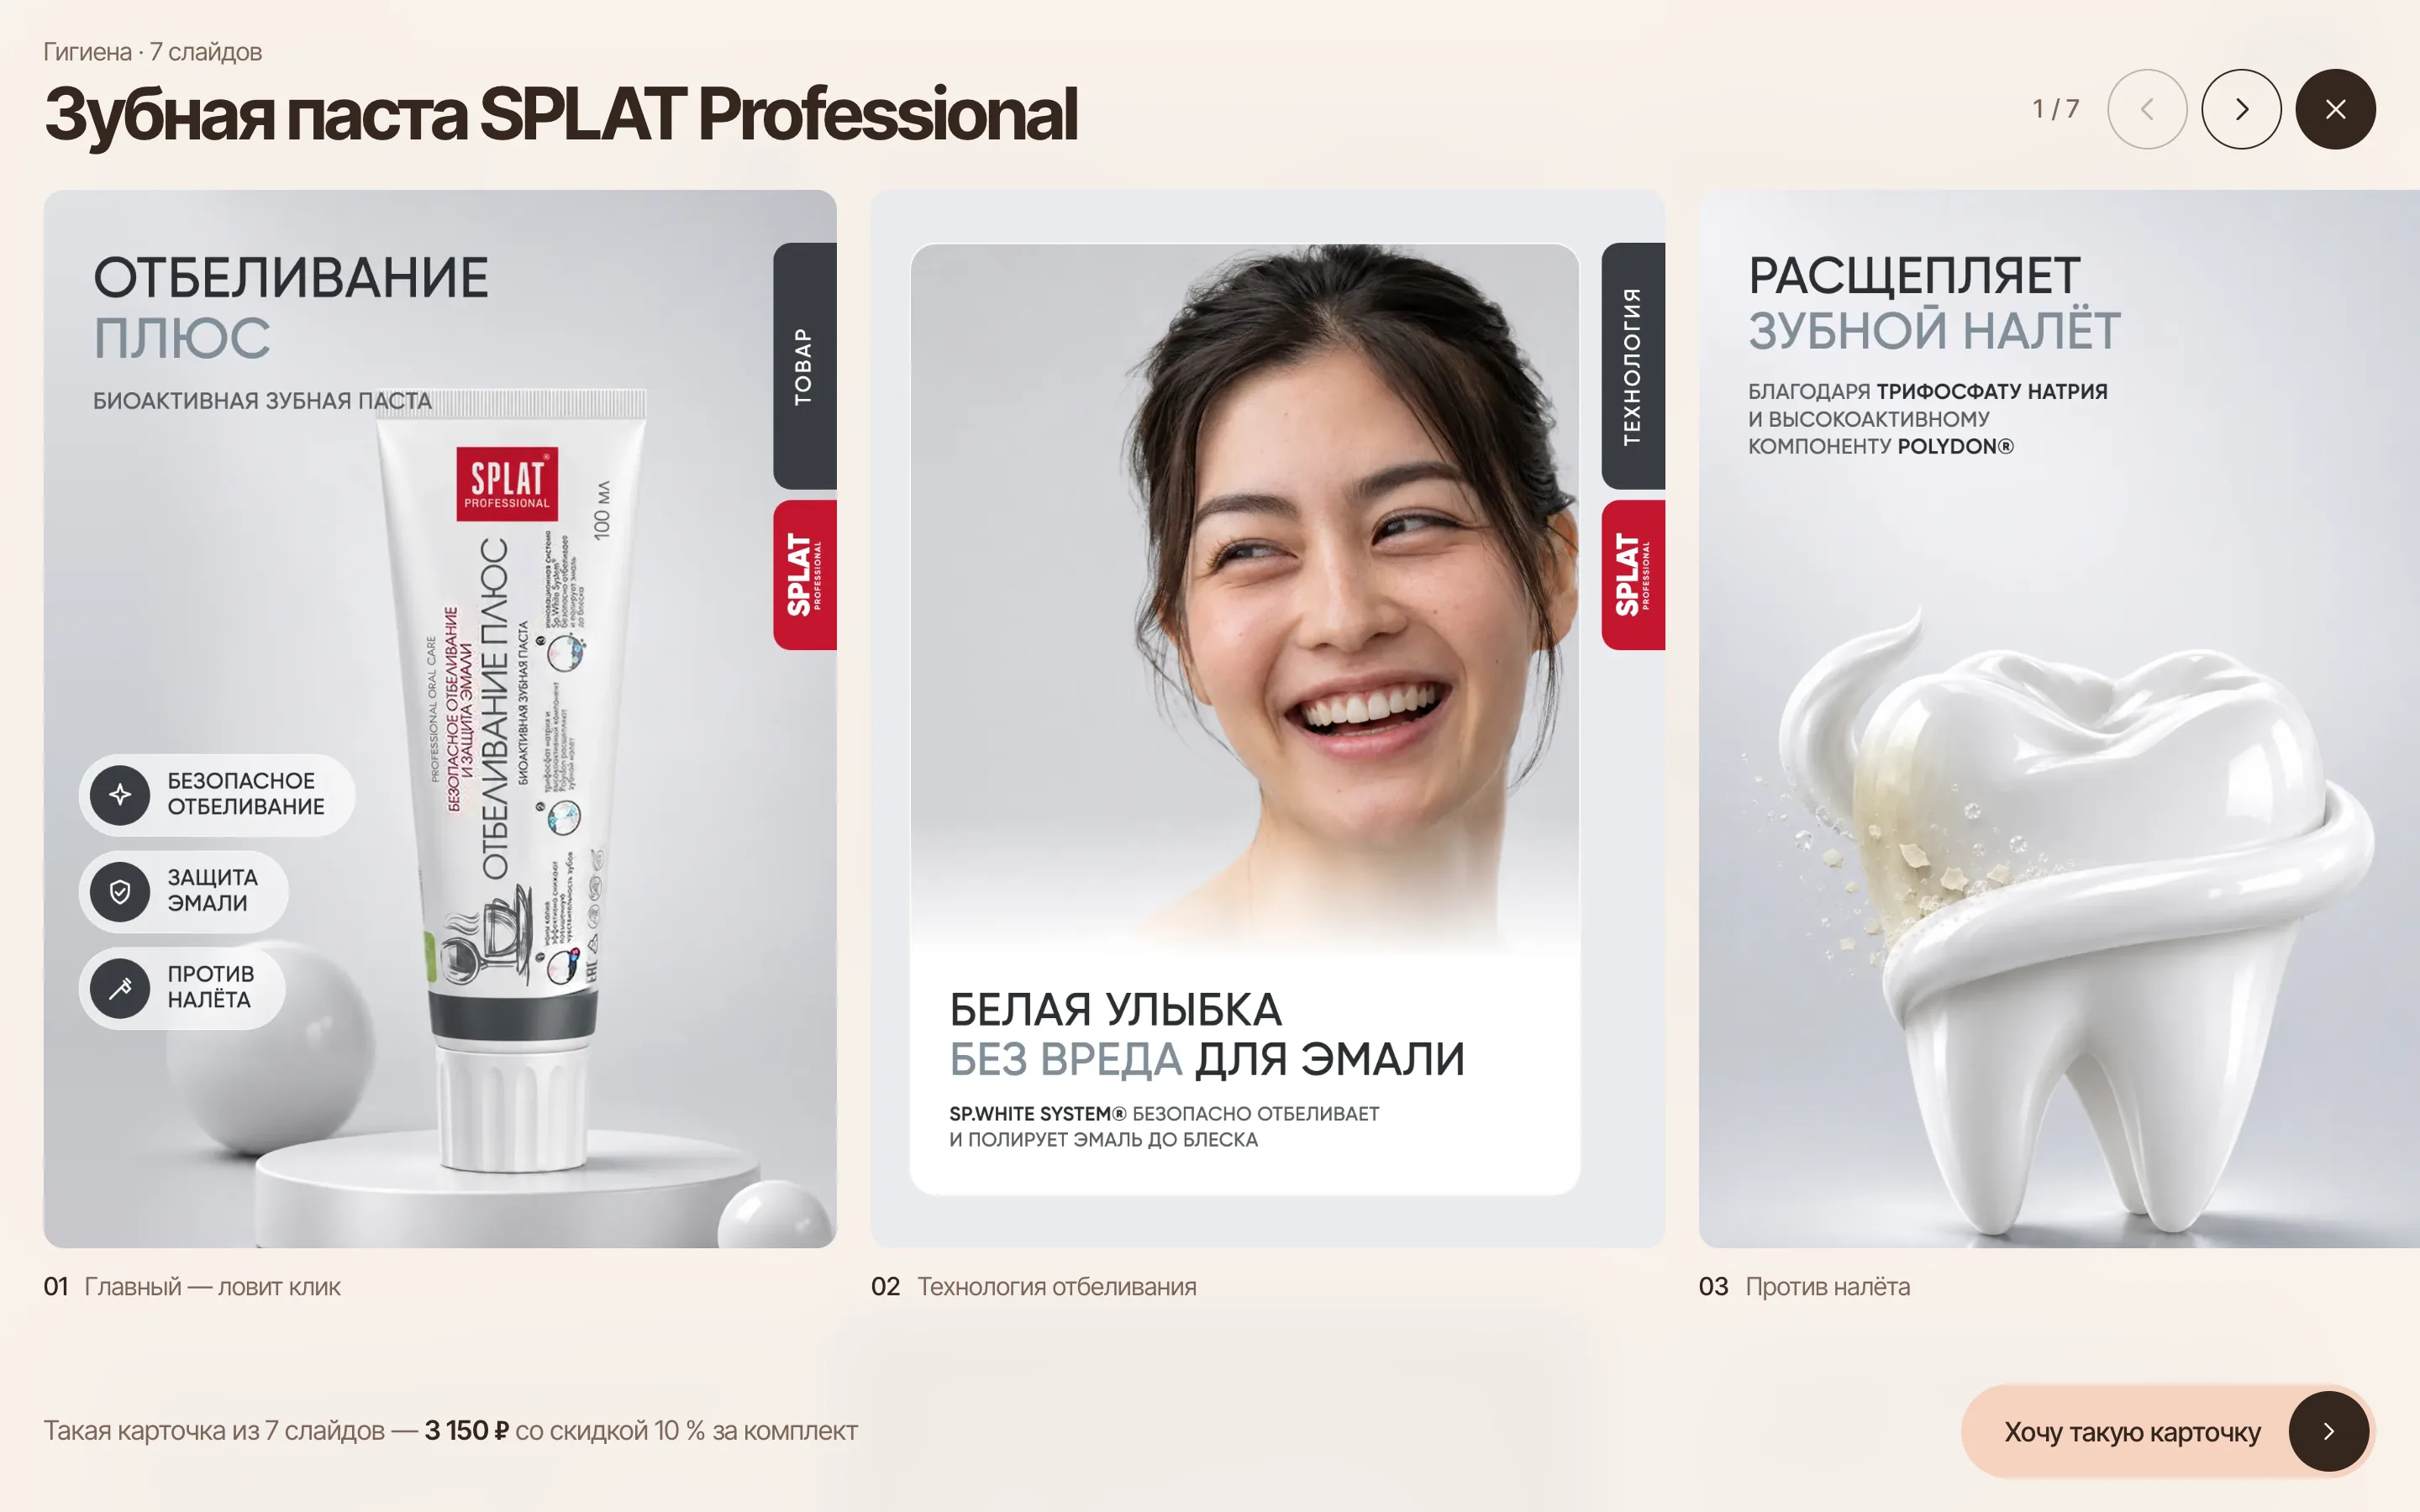 Гигиена · 7 слайдов
Зубная паста SPLAT Professional
1 / 7
ОТБЕЛИВАНИЕ
ПЛЮС
БИОАКТИВНАЯ ЗУБНАЯ ПАСТА
ТОВАР
SPLAT
PROFESSIONAL
SPLAT®
PROFESSIONAL
100 МЛ
PROFESSIONAL ORAL CARE
БЕЗОПАСНОЕ ОТБЕЛИВАНИЕ
И ЗАЩИТА ЭМАЛИ
ОТБЕЛИВАНИЕ ПЛЮС
БИОАКТИВНАЯ ЗУБНАЯ ПАСТА
БЕЗОПАСНОЕ
ОТБЕЛИВАНИЕ
ЗАЩИТА
ЭМАЛИ
ПРОТИВ
НАЛЁТА
01 Главный — ловит клик
ТЕХНОЛОГИЯ
SPLAT
PROFESSIONAL
БЕЛАЯ УЛЫБКА
БЕЗ ВРЕДА ДЛЯ ЭМАЛИ
SP.WHITE SYSTEM® БЕЗОПАСНО ОТБЕЛИВАЕТ
И ПОЛИРУЕТ ЭМАЛЬ ДО БЛЕСКА
02 Технология отбеливания
РАСЩЕПЛЯЕТ
ЗУБНОЙ НАЛЁТ
БЛАГОДАРЯ ТРИФОСФАТУ НАТРИЯ
И ВЫСОКОАКТИВНОМУ
КОМПОНЕНТУ POLYDON®
03 Против налёта
Такая карточка из 7 слайдов — 3 150 ₽ со скидкой 10 % за комплект
Хочу такую карточку